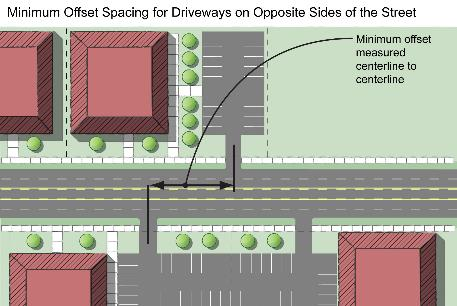 Minimum Offset Spacing for Driveways on Opposite Sides of the Street
Minimum offset
measured
centerline to
centerline